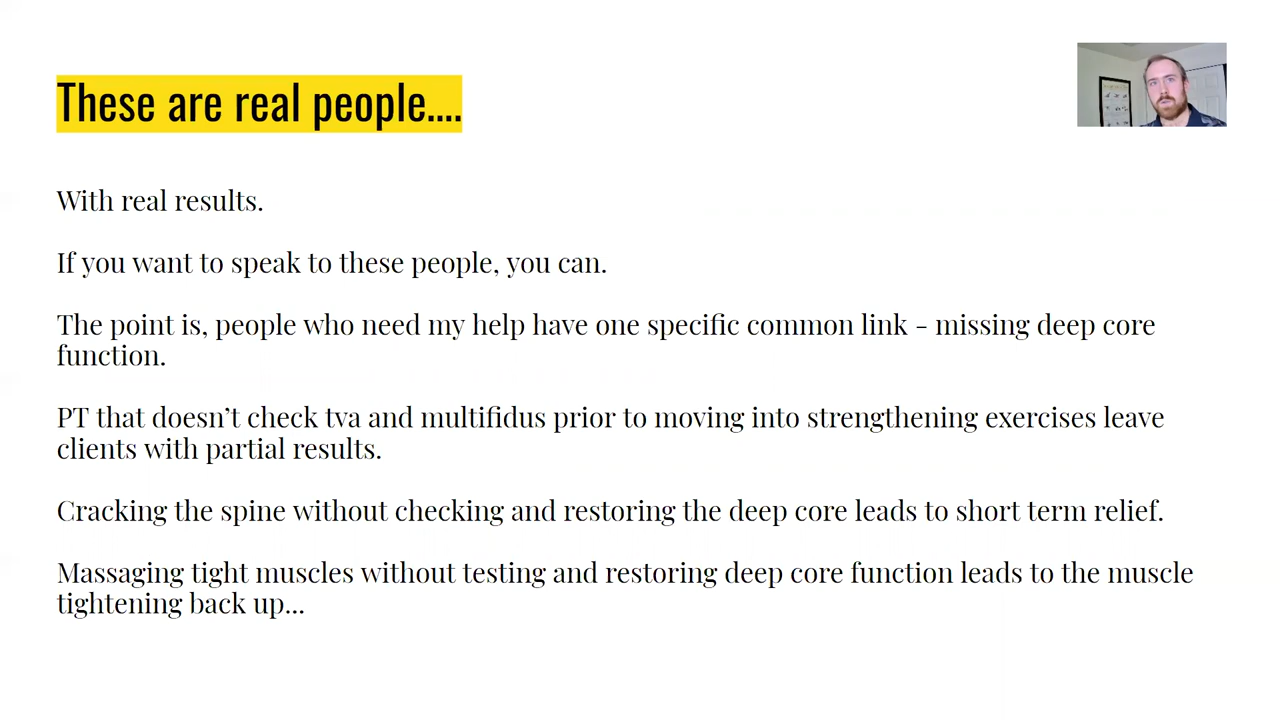 These are real people....
With real results.
If you want to speak to these people, you can.
The point is, people who need my help have one specific common link - missing deep core
function.
PT that doesn’t check tva and multifidus prior to moving into strengthening exercises leave
clients with partial results.
Cracking the spine without checking and restoring the deep core leads to short term relief.
Massaging tight muscles without testing and restoring deep core function leads to the muscle
tightening back up...